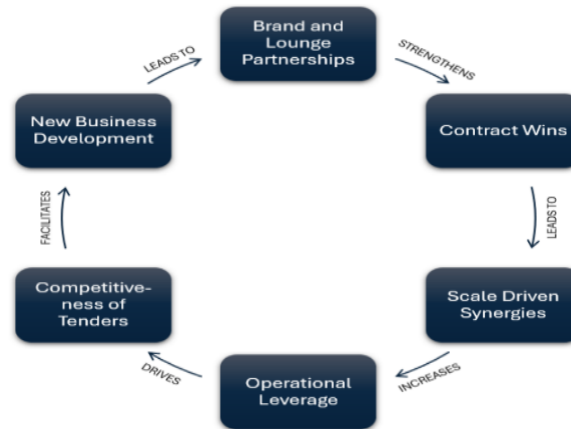 Brand and
Lounge
Partnerships
STRENGTHENS
Contract Wins
LEADS TO
Scale Driven
Synergies
INCREASES
Operational
Leverage
DRIVES
Competitive-
ness of
Tenders
FACILITATES
New Business
Development
LEADS TO